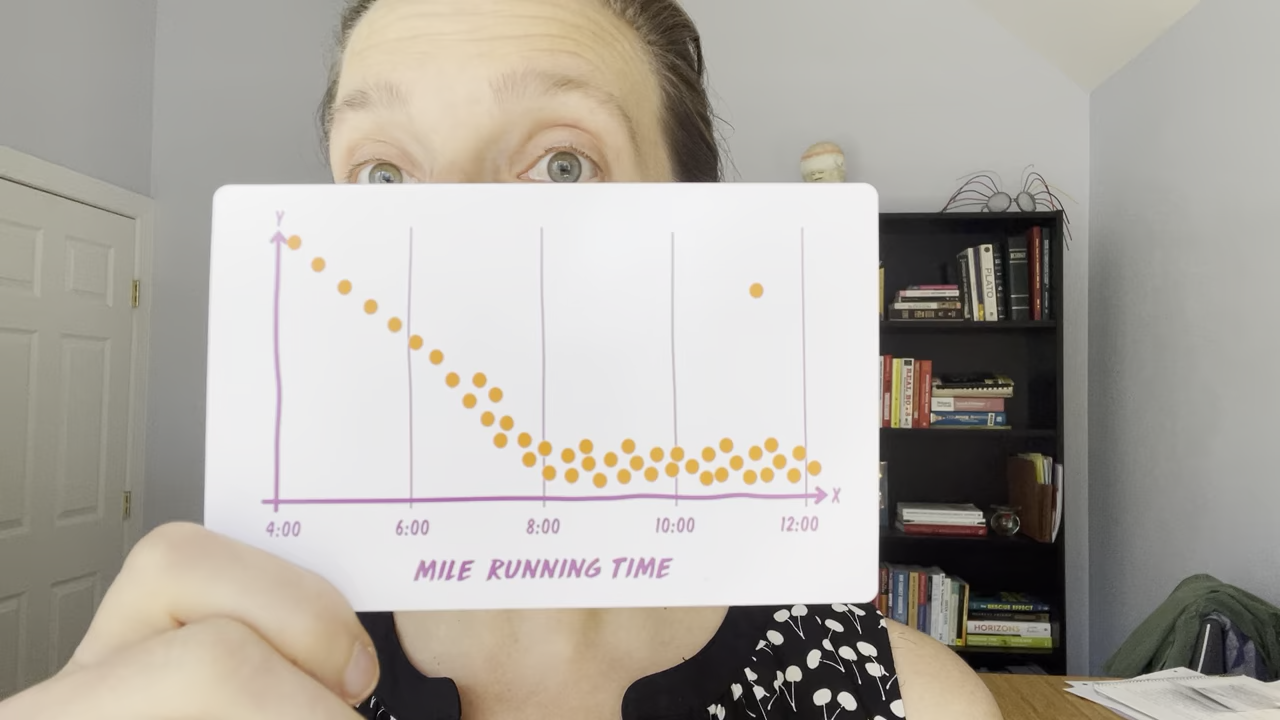 Y
X
4:00 6:00 8:00 10:00 12:00
MILE RUNNING TIME
PLATO
HORIZONS